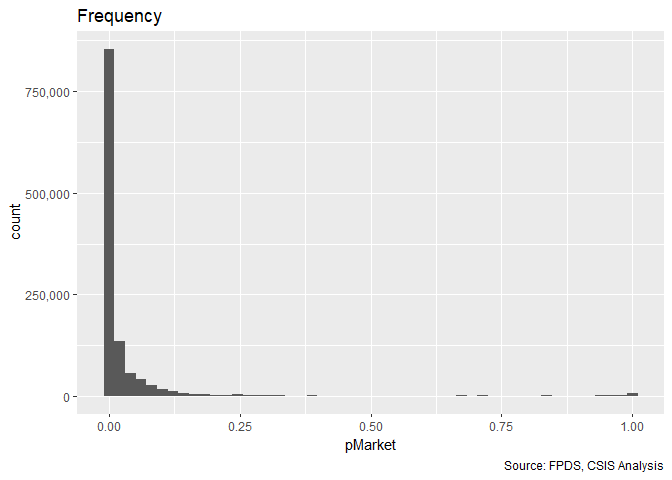 Frequency
750,000
500,000
250,000
0
count
0.00 0.25 0.50 0.75 1.00
pMarket
Source: FPDS, CSIS Analysis